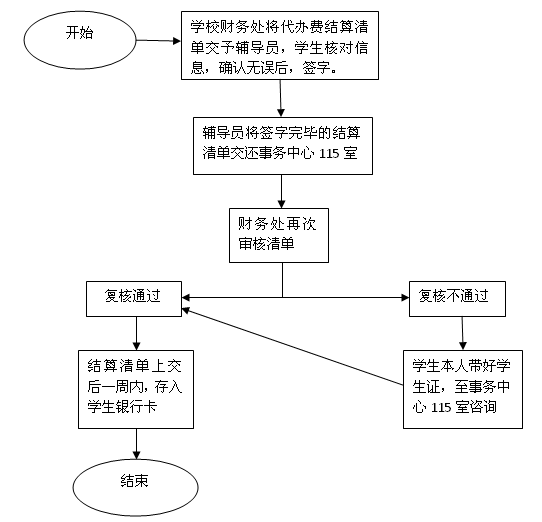 开始
学校财务处将代办费结算清
单交予辅导员，学生核对信
息，确认无误后，签字。
辅导员将签字完毕的结算
清单交还事务中心 115 室
财务处再次
审核清单
复核通过
复核不通过
结算清单上交
后一周内，存入
学生银行卡
学生本人带好学
生证，至事务中
心 115 室咨询
结束